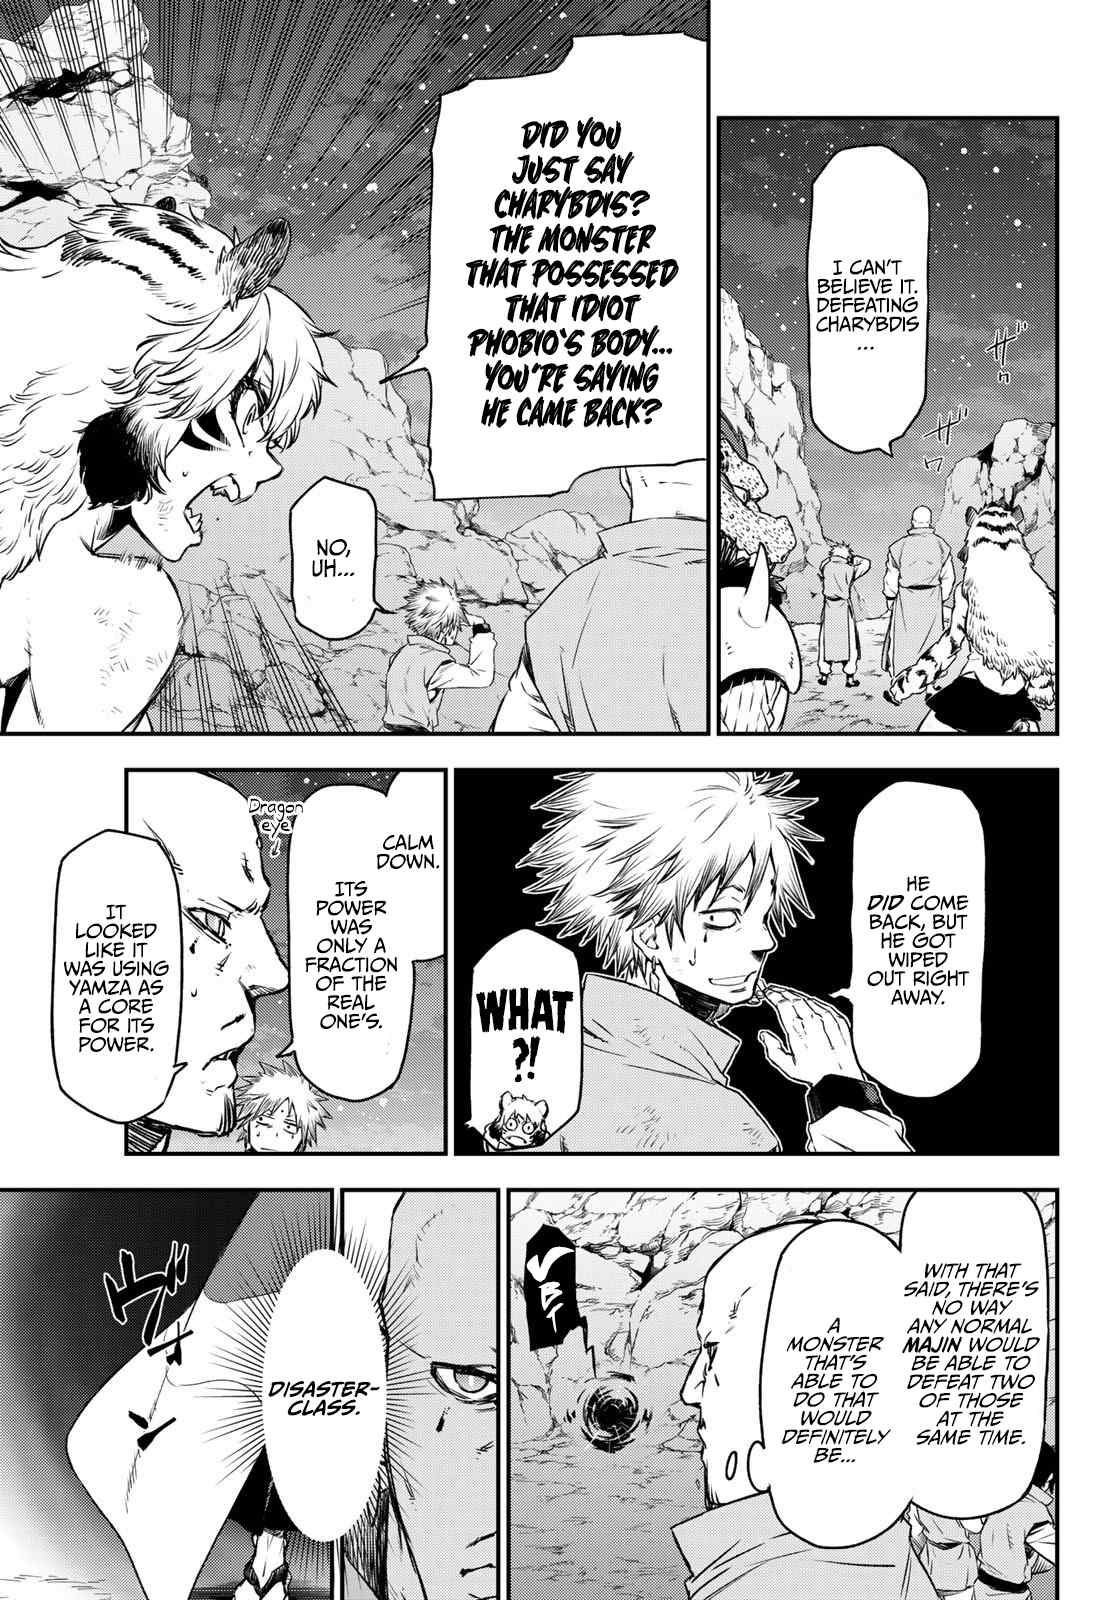 I CAN'T
BELIEVE IT.
DEFEATING
CHARYBDIS
...
DID YOU
JUST SAY
CHARYBDIS?
THE MONSTER
THAT POSSESSED
THAT IDIOT
PHOBIO'S BODY...
YOU'RE SAYING
HE CAME BACK?
NO,
UH...
HE
DID COME
BACK, BUT
HE GOT
WIPED
OUT RIGHT
AWAY.
WHAT
?!
CALM
DOWN.
ITS
POWER
WAS
ONLY A
FRACTION
OF THE
REAL
ONE'S.
Dragon
eye
IT
LOOKED
LIKE IT
WAS USING
YAMZA AS
A CORE
FOR ITS
POWER.
WITH THAT
SAID, THERE'S
NO WAY
ANY NORMAL
MAJIN WOULD
BE ABLE TO
DEFEAT TWO
OF THOSE
AT THE
SAME TIME.
A
MONSTER
THAT'S
ABLE TO
DO THAT
WOULD
DEFINITELY
BE...
DISASTER-
CLASS.